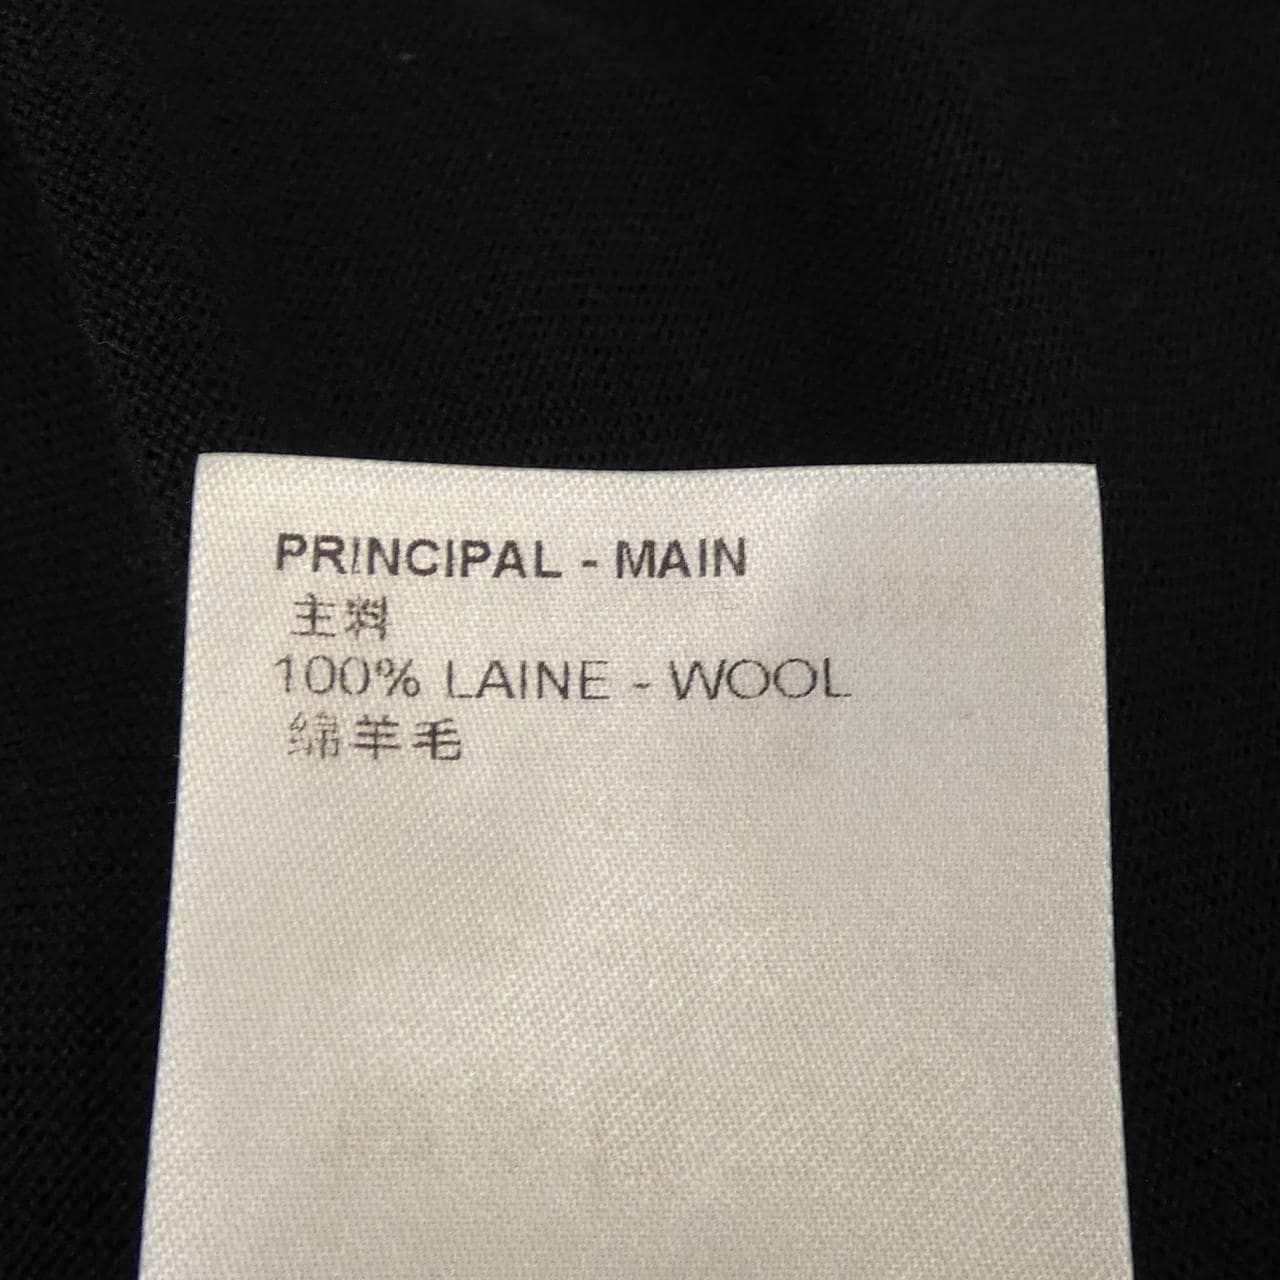 PRINCIPAL - MAIN
主料
100% LAINE - WOOL
绵羊毛